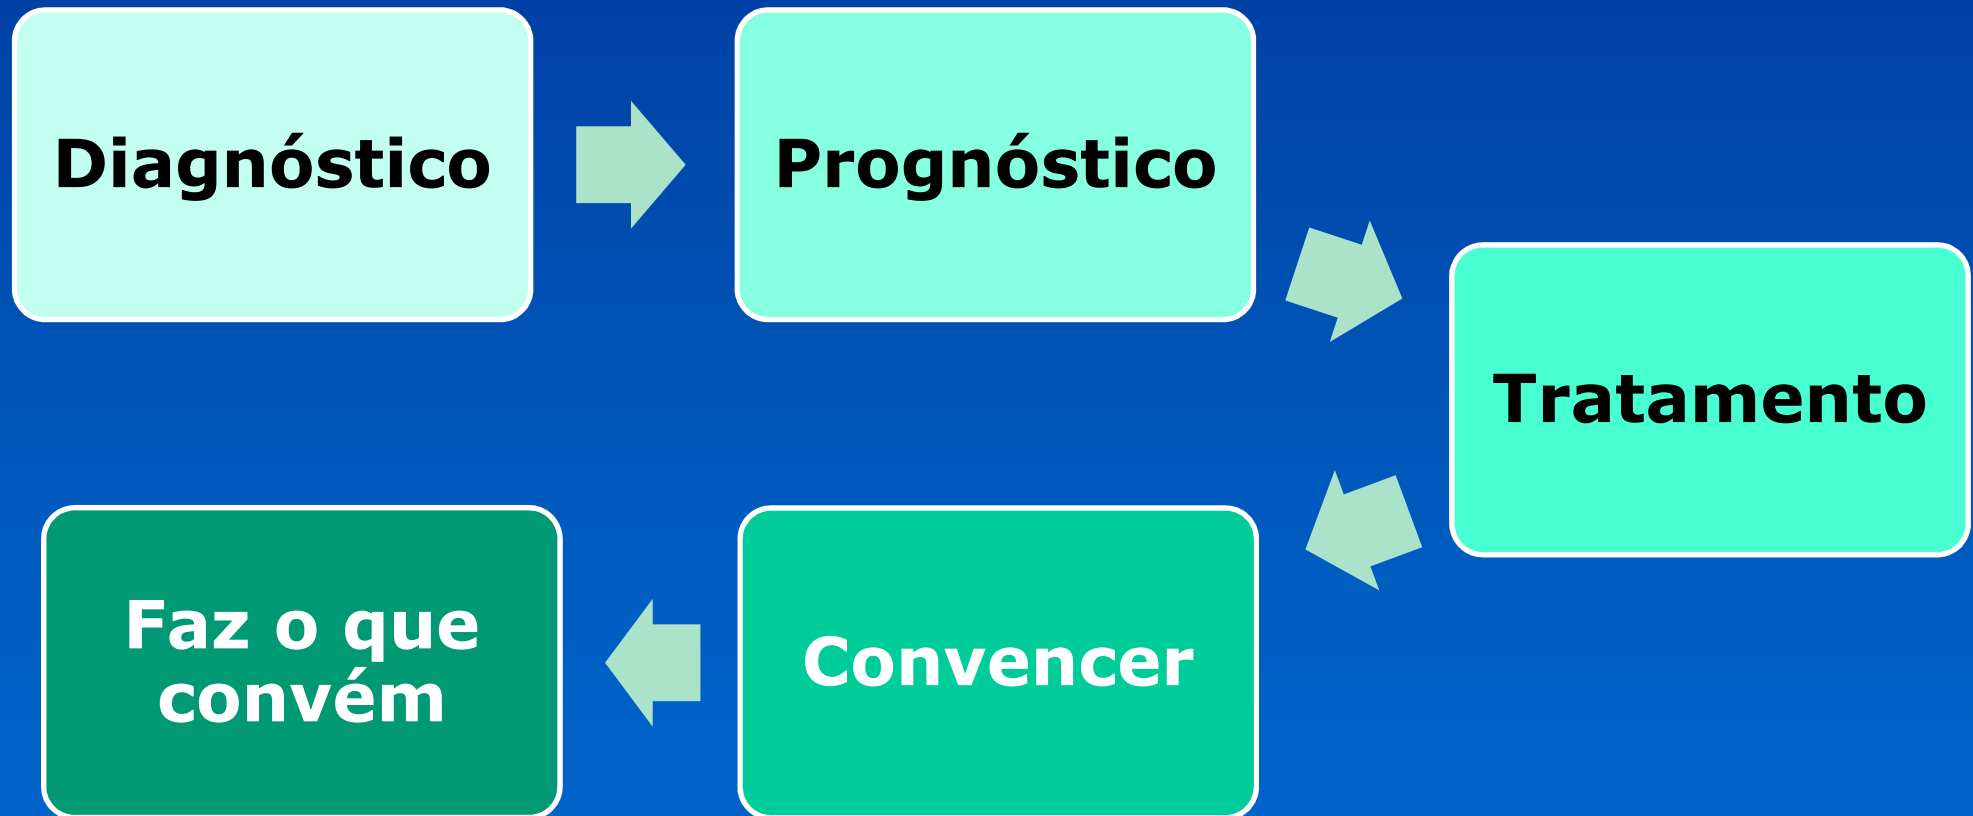 Diagnóstico
Prognóstico
Tratamento
Convencer
Faz o que
convém